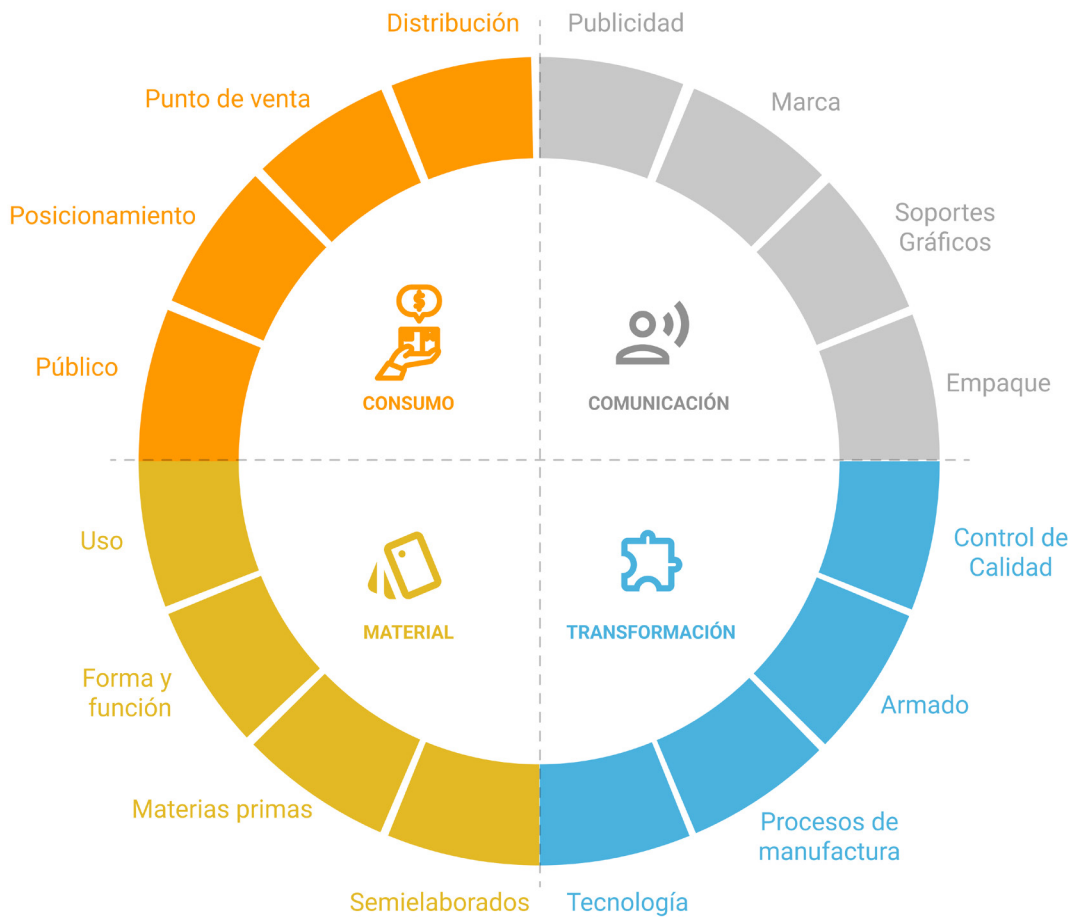 Distribución
Publicidad
Punto de venta
Marca
Posicionamiento
Soportes
Gráficos
$
Público
CONSUMO
COMUNICACIÓN
Empaque
Uso
Control de
Calidad
MATERIAL
TRANSFORMACIÓN
Forma y
función
Armado
Materias primas
Procesos de
manufactura
Semielaborados
Tecnología